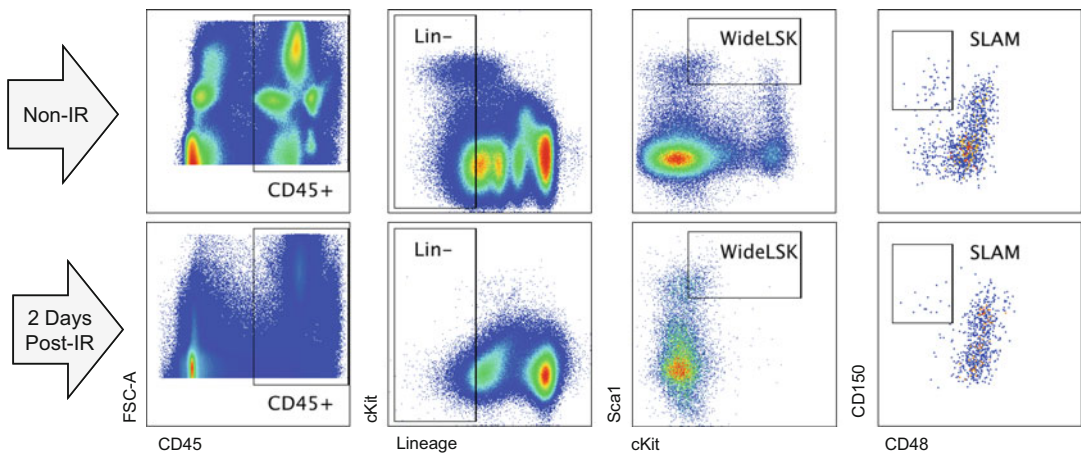 Non-IR
CD45+
Lin-
WideLSK
SLAM
2 Days
Post-IR
FSC-A
CD45+
CD45
Lin-
cKit
Lineage
WideLSK
Sca1
cKit
SLAM
CD150
CD48